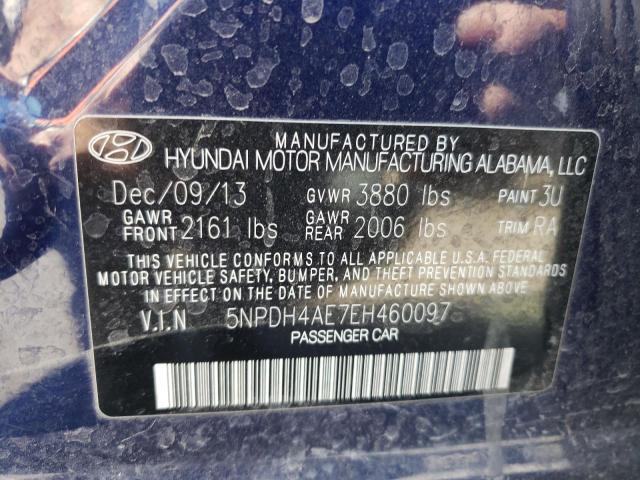 MANUFACTURED BY
HYUNDAI MOTOR MANUFACTURING ALABAMA, LLC
Dec/09/13 GVWR 3880 lbs PAINT 3U
GAWR FRONT 2161 lbs GAWR REAR 2006 lbs TRIM RA
THIS VEHICLE CONFORMS TO ALL APPLICABLE U.S.A. FEDERAL
MOTOR VEHICLE SAFETY, BUMPER, AND THEFT PREVENTION STANDARDS
IN EFFECT ON THE DATE OF MANUFACTURE SHOWN ABOVE.
V.I.N 5NPDH4AE7EH460097
PASSENGER CAR